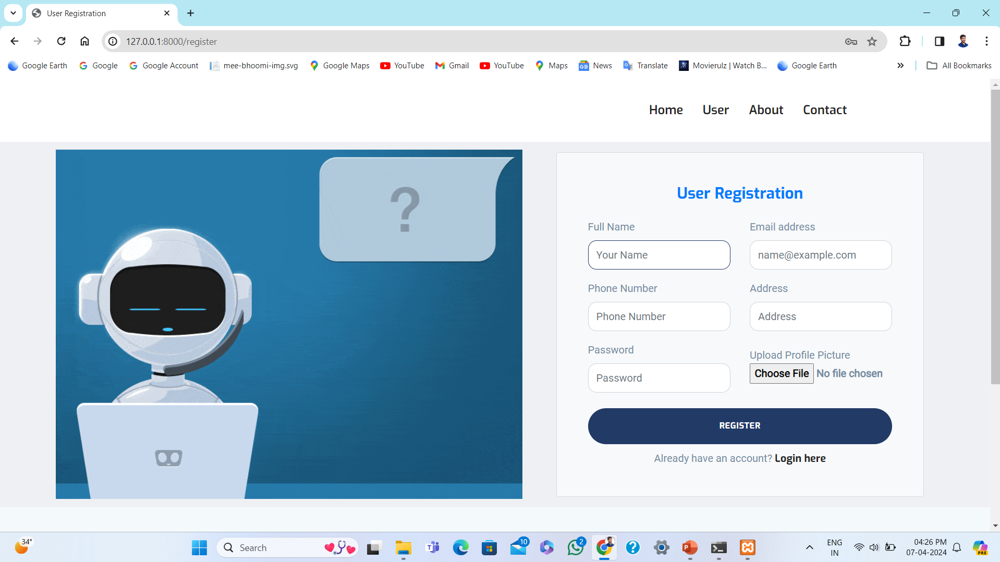 User Registration
127.0.0.1:8000/register
Google Earth Google Google Account mee-bhoomi-img.svg Google Maps YouTube Gmail YouTube Maps News Translate Movierulz | Watch B... Google Earth All Bookmarks
Home User About Contact
?
User Registration
Full Name Email address
Your Name name@example.com
Phone Number Address
Phone Number Address
Password Upload Profile Picture
Password Choose File No file chosen
REGISTER
Already have an account? Login here
34°
Search
10
2
ENG
IN
04:26 PM
07-04-2024
PRE